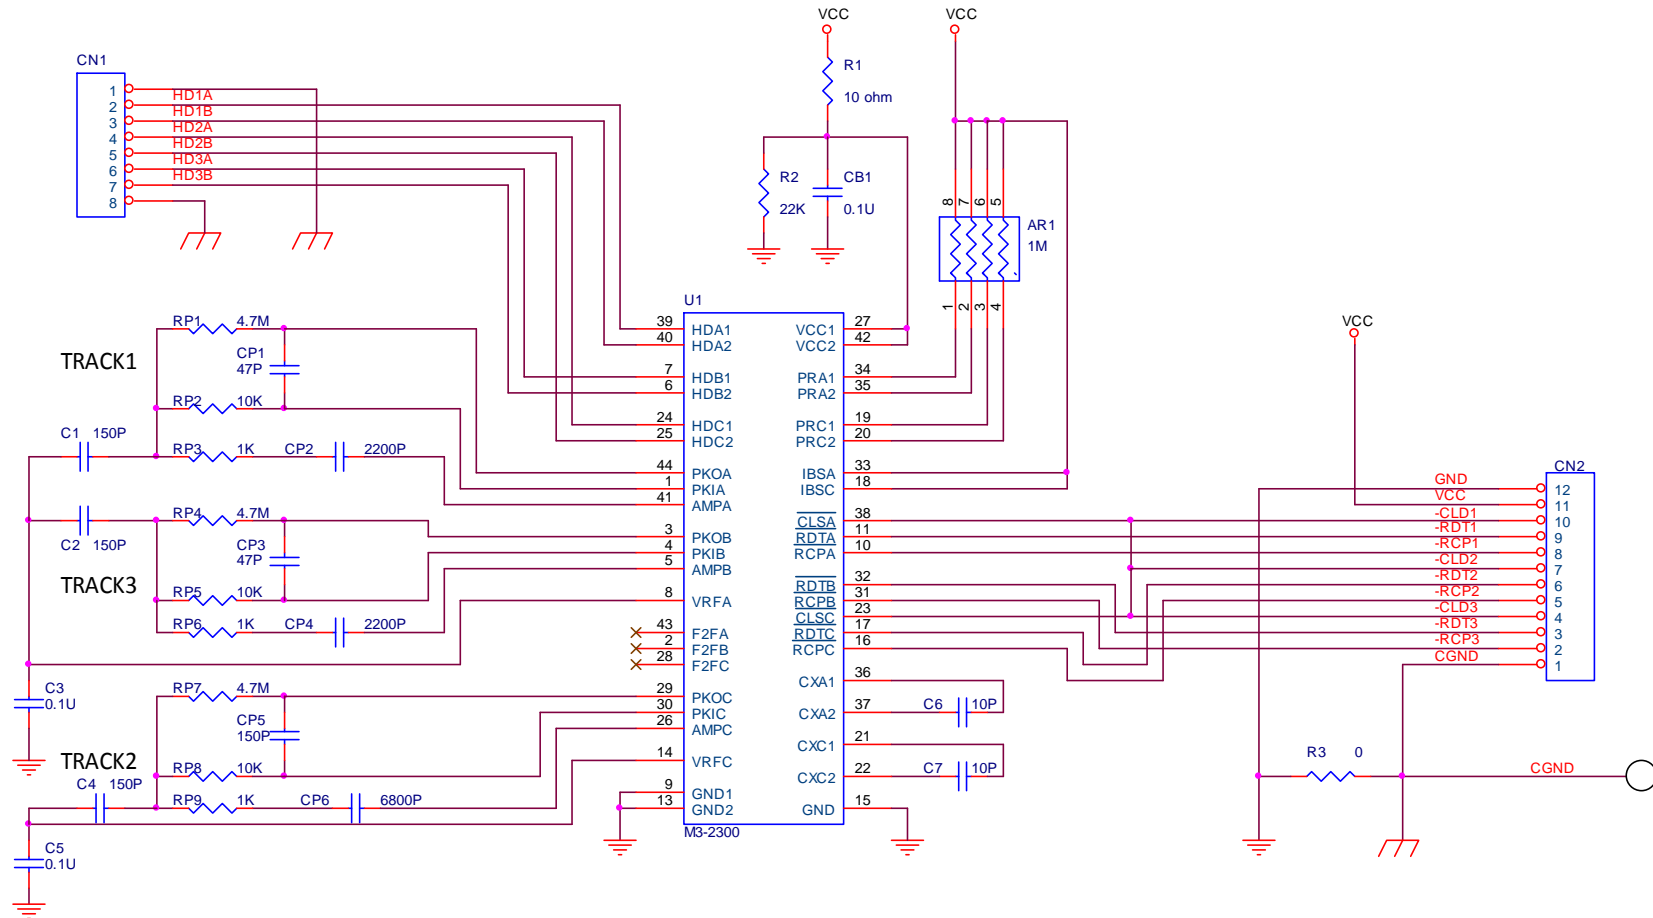 VCC
VCC
CN1
R1
10 ohm
1
2
3
4
5
6
7
8
HD1A
HD1B
HD2A
HD2B
HD3A
HD3B
R2
22K
CB1
0.1U
8
7
6
5
AR1
1M
1
2
3
4
U1
39
HDA1
40
HDA2
7
HDB1
6
HDB2
24
HDC1
25
HDC2
44
PKOA
1
PKIA
41
AMPA
3
PKOB
4
PKIB
5
AMPB
8
VRFA
43
F2FA
2
F2FB
28
F2FC
29
PKOC
30
PKIC
26
AMPC
14
VRFC
9
GND1
13
GND2
VCC1
27
VCC2
42
PRA1
34
PRA2
35
PRC1
19
PRC2
20
IBSA
33
IBSC
18
CLSA
38
RDTA
11
RCPA
10
RDTB
32
RCPB
31
CLSC
23
RDTC
17
RCPC
16
CXA1
36
CXA2
37
CXC1
21
CXC2
22
GND
15
M3-2300
TRACK1
RP1
4.7M
CP1
47P
RP2
10K
C1
150P
RP3
1K
CP2
2200P
C2
150P
RP4
4.7M
CP3
47P
TRACK3
RP5
10K
RP6
1K
CP4
2200P
C3
0.1U
RP7
4.7M
CP5
150P
TRACK2
RP8
10K
C4
150P
RP9
1K
CP6
6800P
C5
0.1U
C6
10P
C7
10P
VCC
CN2
GND
12
VCC
11
-CLD1
10
-RDT1
9
-RCP1
8
-CLD2
7
-RDT2
6
-RCP2
5
-CLD3
4
-RDT3
3
-RCP3
2
CGND
1
R3
0
CGND